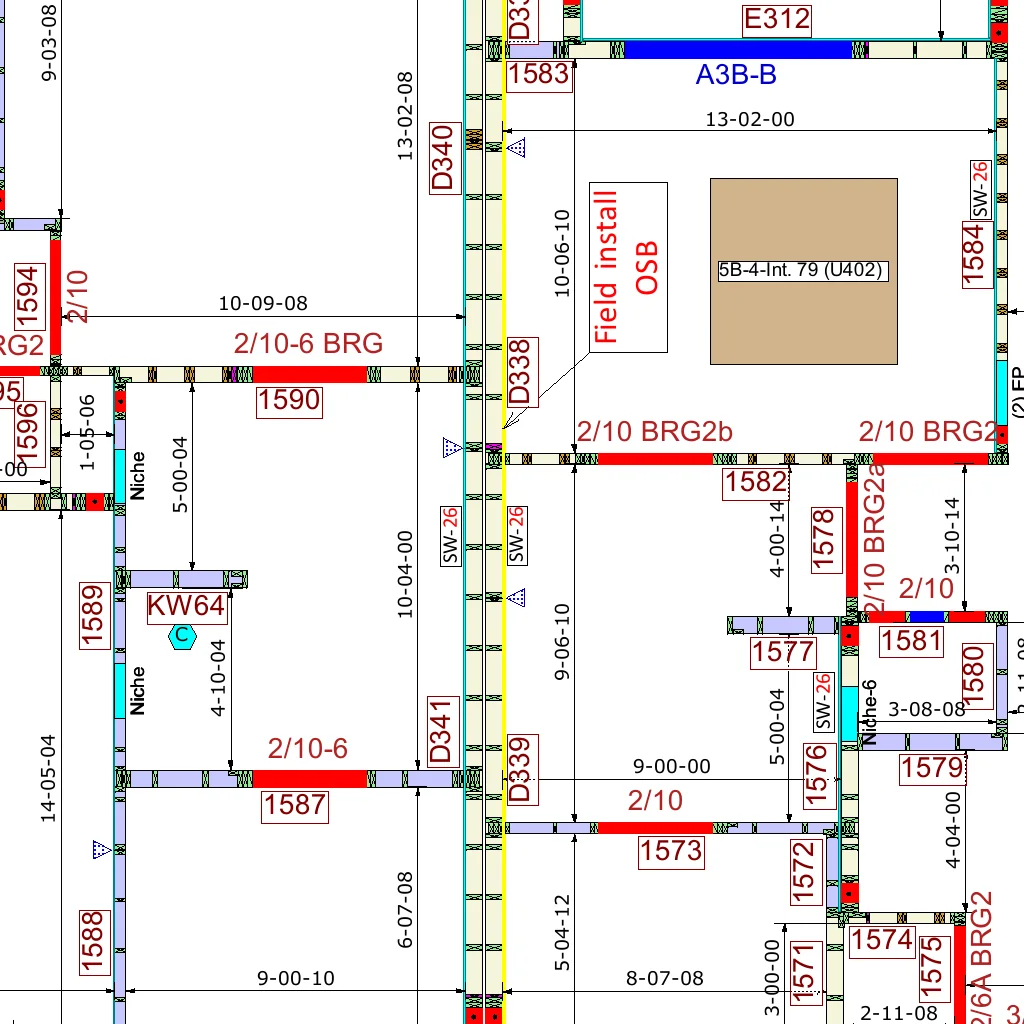 9-03-08
13-02-08
D340
E312
1583
A3B-B
13-02-00
SW-26
1584
10-06-10
Field install
OSB
5B-4-Int. 79 (U402)
1594
2/10
10-09-08
2/10-6 BRG
1590
D338
1596
1-05-06
Niche
5-00-04
10-04-00
SW-26
SW-26
2/10 BRG2b
2/10 BRG2
1582
4-00-14
1578
2/10 BRG2a
3-10-14
2/10
1589
KW64
C
4-10-04
Niche
9-06-10
1577
1581
1580
5-00-04
SW-26
Niche-6
3-08-08
1579
D341
D339
2/10-6
1587
9-00-00
1576
2/10
1573
14-05-04
4-04-00
1572
1588
6-07-08
5-04-12
9-00-10
8-07-08
3-00-00
1571
1574
1575
2/6A BRG2
2-11-08
(2) FP